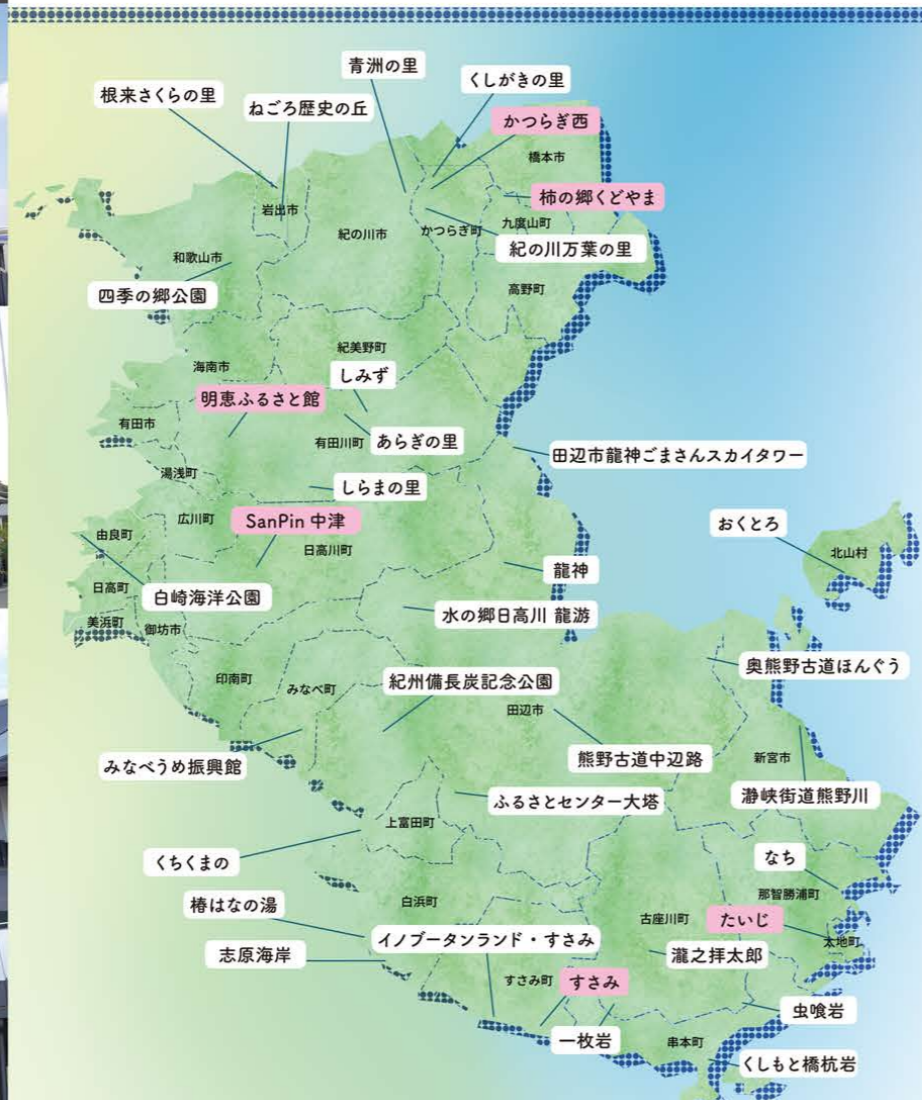 青洲の里
くしがきの里
根来さくらの里
ねごろ歴史の丘
かつらぎ西
橋本市
柿の郷くどやま
岩出市
紀の川市
かつらぎ町
九度山町
紀の川万葉の里
和歌山市
四季の郷公園
高野町
紀美野町
海南市
しみず
明恵ふるさと館
有田市
有田川町
あらぎの里
田辺市龍神ごまさんスカイタワー
湯浅町
しらまの里
広川町
SanPin 中津
おくとろ
由良町
日高川町
北山村
龍神
日高町
白崎海洋公園
水の郷日高川 龍游
美浜町
御坊市
奥熊野古道ほんぐう
印南町
みなべ町
紀州備長炭記念公園
田辺市
みなべうめ振興館
熊野古道中辺路
新宮市
瀞峡街道熊野川
ふるさとセンター大塔
上富田町
くちくまの
なち
那智勝浦町
椿はなの湯
白浜町
古座川町
たいじ
太地町
イノブータンランド・すさみ
志原海岸
瀧之拝太郎
すさみ町
すさみ
虫喰岩
一枚岩
串本町
くしもと橋杭岩